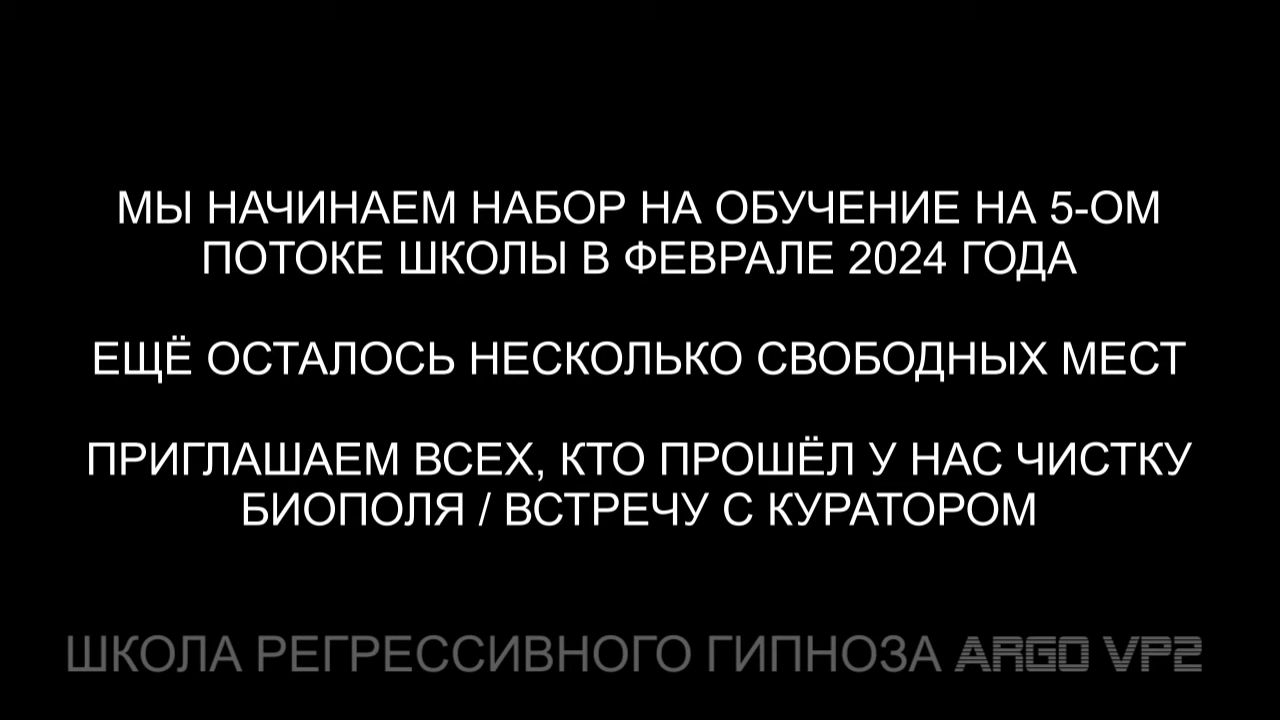 МЫ НАЧИНАЕМ НАБОР НА ОБУЧЕНИЕ НА 5-ОМ
ПОТОКЕ ШКОЛЫ В ФЕВРАЛЕ 2024 ГОДА
ЕЩЁ ОСТАЛОСЬ НЕСКОЛЬКО СВОБОДНЫХ МЕСТ
ПРИГЛАШАЕМ ВСЕХ, КТО ПРОШЁЛ У НАС ЧИСТКУ
БИОПОЛЯ / ВСТРЕЧУ С КУРАТОРОМ
ШКОЛА РЕГРЕССИВНОГО ГИПНОЗА ARGO VP2